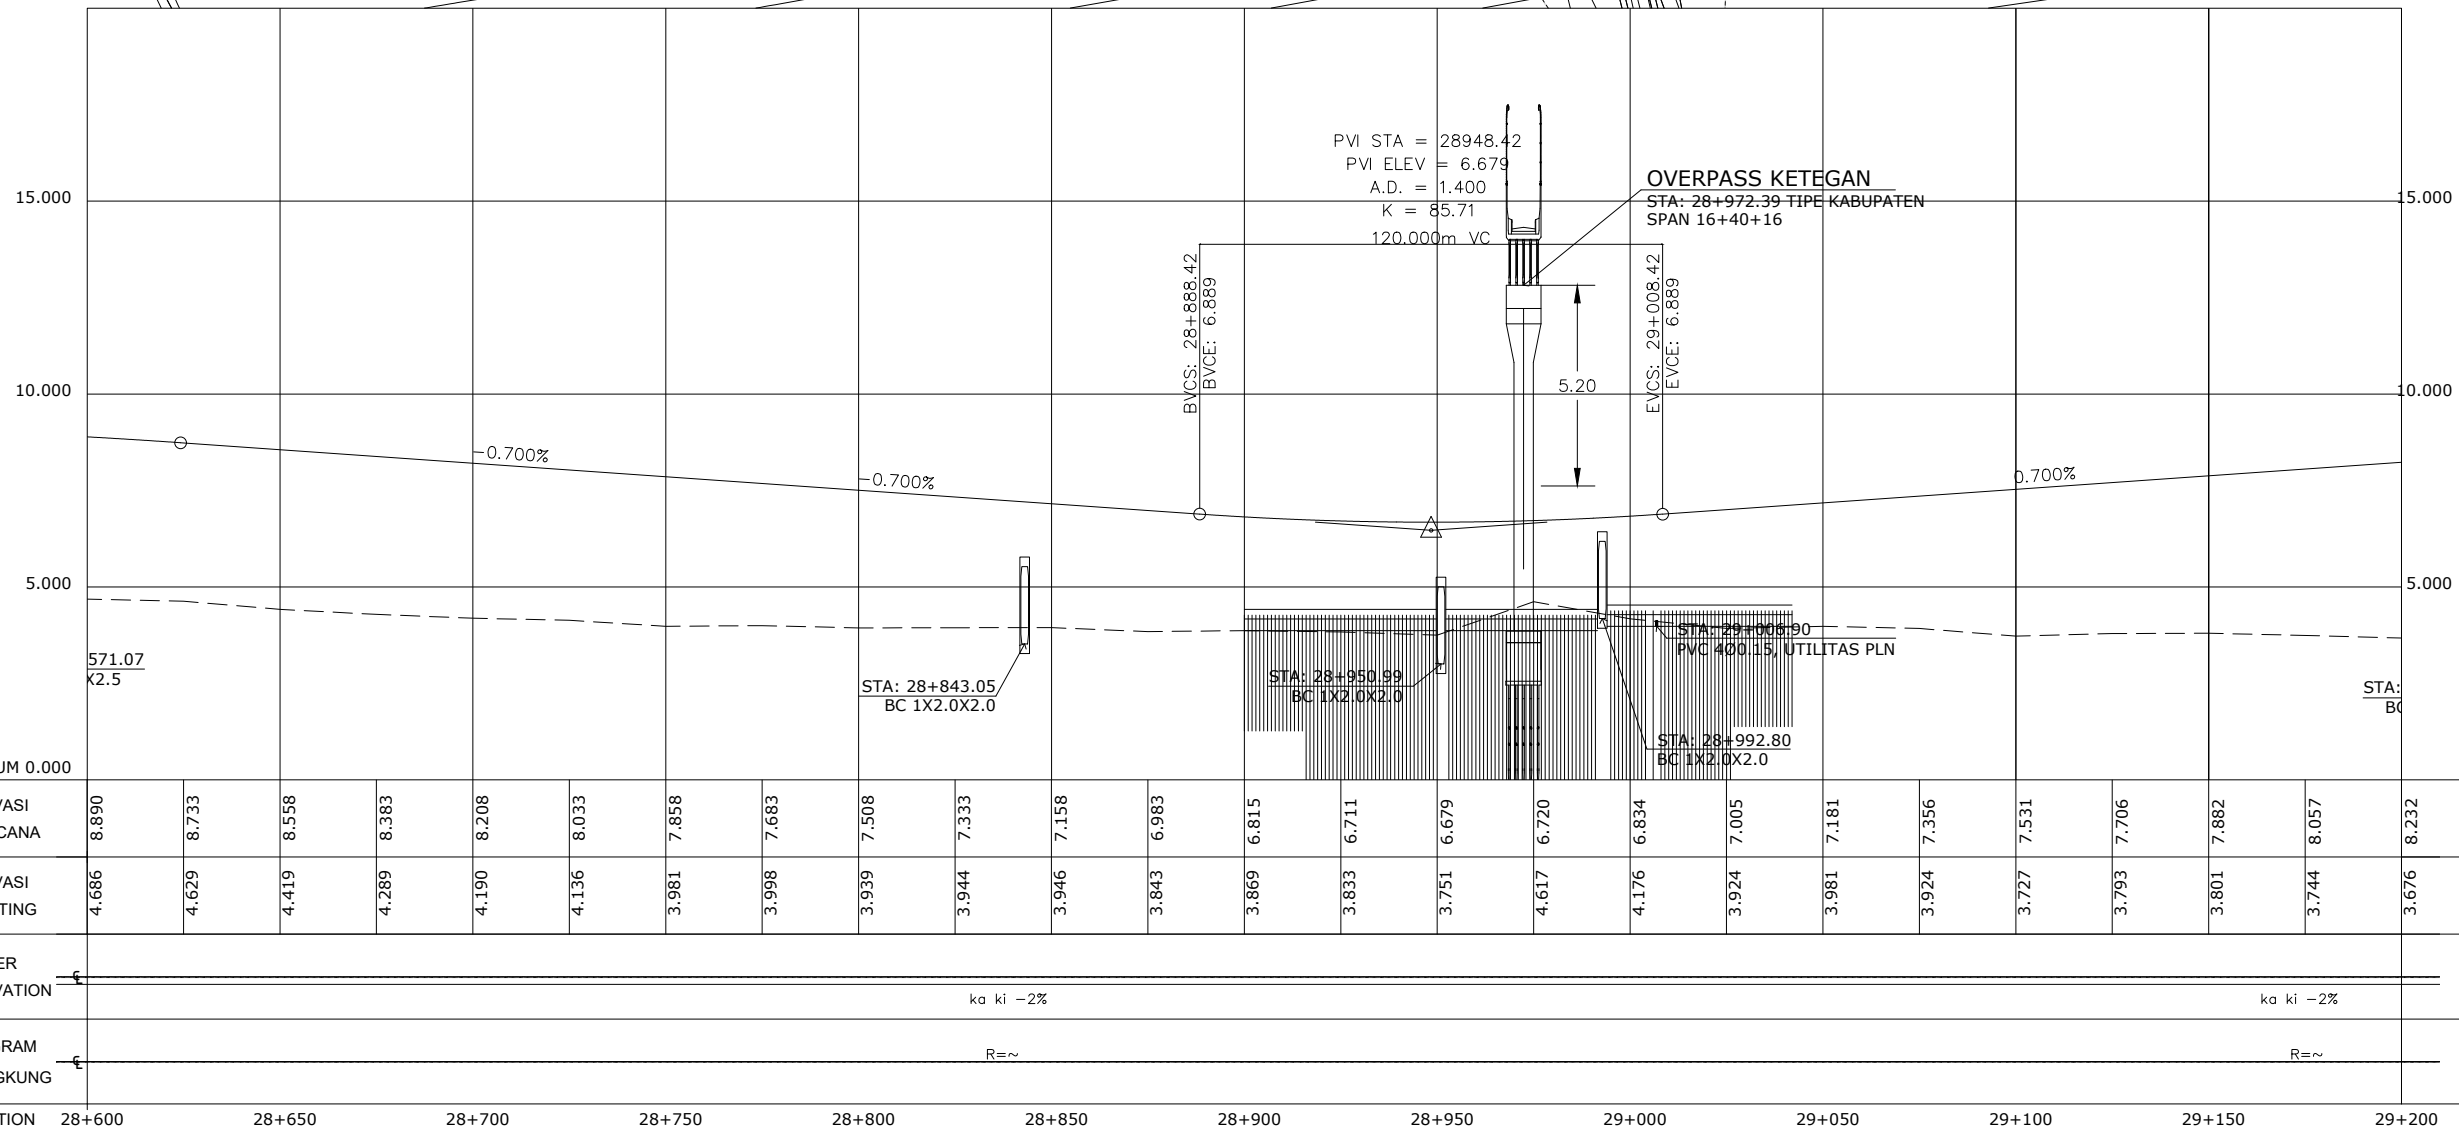 PVI STA = 28948.42
PVI ELEV = 6.679
A.D. = 1.400
K = 85.71
120.000m VC
OVERPASS KETEGAN
STA: 28+972.39 TIPE KABUPATEN
SPAN 16+40+16
15.000
15.000
BVCS: 28+888.42
BVCE: 6.889
EVCS: 29+008.42
EVCE: 6.889
5.20
10.000
10.000
-0.700%
-0.700%
0.700%
5.000
5.000
571.07
X2.5
STA: 28+843.05
BC 1X2.0X2.0
STA: 28+950.99
BC 1X2.0X2.0
STA: 29+006.90
PVC 4Ø0.15, UTILITAS PLN
STA: 28+992.80
BC 1X2.0X2.0
STA:
BC
UM 0.000
VASI
CANA
8.890 8.733 8.558 8.383 8.208 8.033 7.858 7.683 7.508 7.333 7.158 6.983 6.815 6.711 6.679 6.720 6.834 7.005 7.181 7.356 7.531 7.706 7.882 8.057 8.232
VASI
TING
4.686 4.629 4.419 4.289 4.190 4.136 3.981 3.998 3.939 3.944 3.946 3.843 3.869 3.833 3.751 4.617 4.176 3.924 3.981 3.924 3.727 3.793 3.801 3.744 3.676
ER
VATION
ka ki -2%
ka ki -2%
RAM
GKUNG
R=~
R=~
TION 28+600 28+650 28+700 28+750 28+800 28+850 28+900 28+950 29+000 29+050 29+100 29+150 29+200